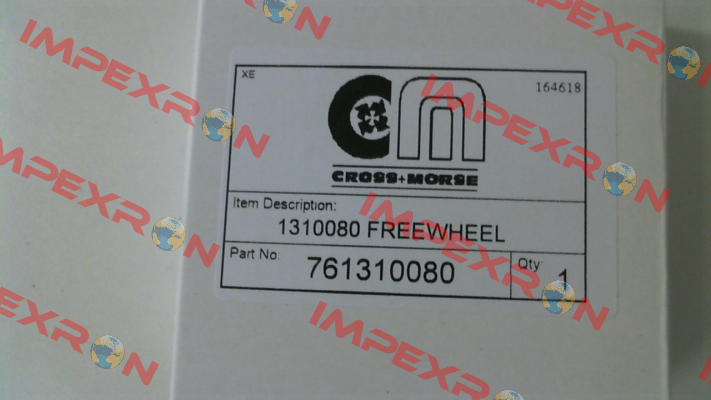 XE
164618
CROSS+MORSE
Item Description:
1310080 FREEWHEEL
Part No:
761310080
Qty
1
IMPEXRON
IMPEXRON
IMPEXRON
IMPEXRON
IMPEXRON
IMPEXRON
IMPEXRON